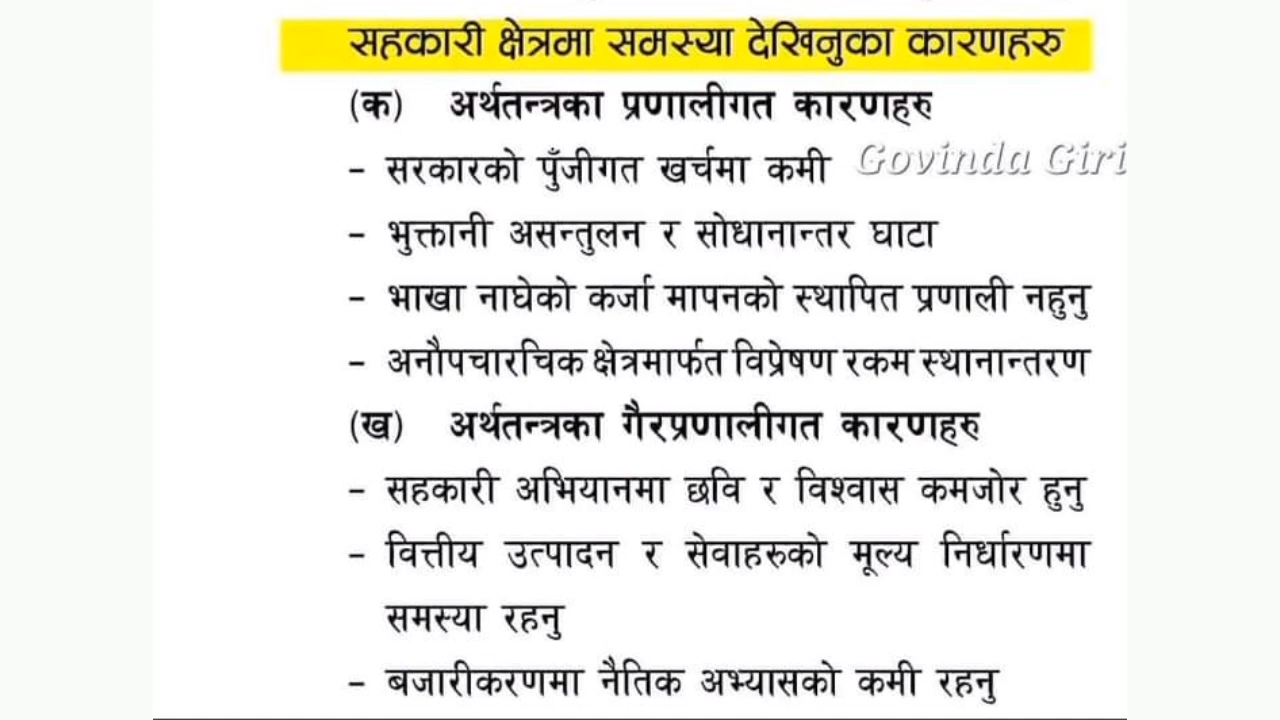 सहकारी क्षेत्रमा समस्या देखिनुका कारणहरु
(क) अर्थतन्त्रका प्रणालीगत कारणहरु
- सरकारको पुँजीगत खर्चमा कमी
Govinda Giri
- भुक्तानी असन्तुलन र सोधानान्तर घाटा
- भाखा नाघेको कर्जा मापनको स्थापित प्रणाली नहुनु
- अनौपचारचिक क्षेत्रमार्फत विप्रेषण रकम स्थानान्तरण
(ख) अर्थतन्त्रका गैरप्रणालीगत कारणहरु
- सहकारी अभियानमा छवि र विश्वास कमजोर हुनु
- वित्तीय उत्पादन र सेवाहरुको मूल्य निर्धारणमा
समस्या रहनु
- बजारीकरणमा नैतिक अभ्यासको कमी रहनु